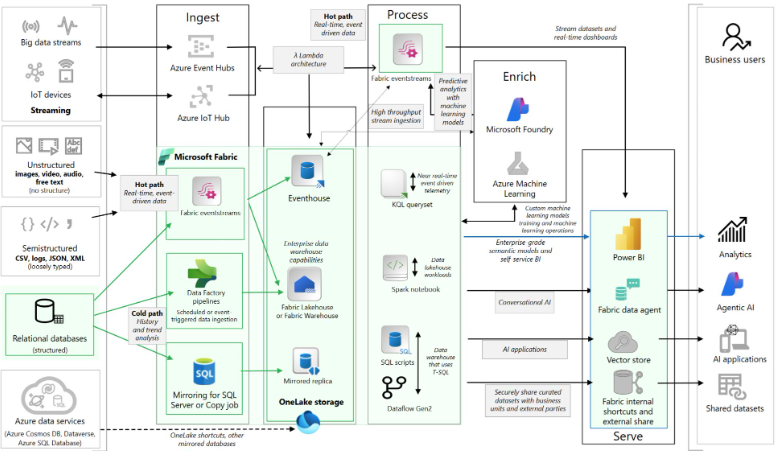 Ingest
Process
Hot path
Real-time, event
driven data
Stream datasets and
real-time dashboards
Big data streams
IoT devices
Streaming
Azure Event Hubs
Azure IoT Hub
λ Lambda
architecture
Fabric eventstreams
Predictive
analytics
with
machine
learning
models
High throughput
stream ingestion
Enrich
Microsoft Foundry
Azure Machine
Learning
Business users
Unstructured
images, video, audio,
free text
(no structure)
Abc
def
Hot path
Real-time, event-
driven data
Microsoft Fabric
Fabric eventstreams
Eventhouse
KQL queryset
Near real-time
event driven
telemetry
Custom machine
learning models
training and machine
learning operations
Semistructured
CSV, logs, JSON, XML
(loosely typed)
Enterprise data
warehouse
capabilities
Enterprise-grade
semantic models and
self service BI
Power BI
Analytics
Data Factory
pipelines
Scheduled or event-
triggered data ingestion
Fabric Lakehouse
or Fabric Warehouse
Spark notebook
Data
lakehouse
workloads
Conversational AI
Fabric data agent
Agentic AI
Relational databases
(structured)
Cold path
History
and trend
analysis
SQL
Mirroring for SQL
Server or Copy job
Mirrored replica
SQL
SQL scripts
Data
warehouse
that uses
T-SQL
Dataflow Gen2
AI applications
Vector store
AI applications
Azure data services
(Azure Cosmos DB, Dataverse,
Azure SQL Database)
OneLake shortcuts, other
mirrored databases
OneLake storage
Securely share curated
datasets with business
units and external parties
Fabric internal
shortcuts and
external share
Shared datasets
Serve